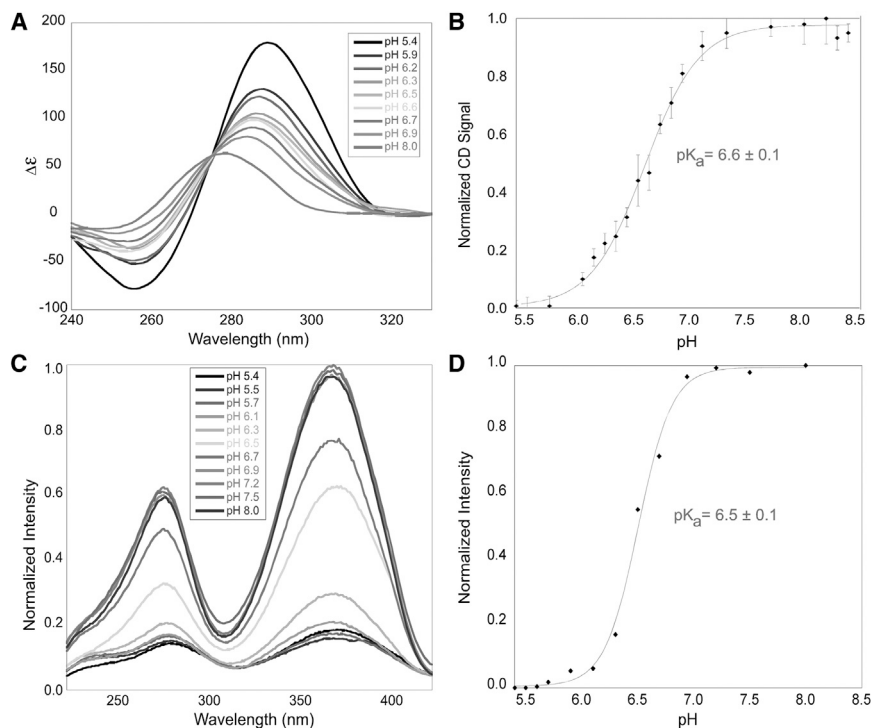 A
200
150
100
50
0
-50
-100
Δε
240
260
280
300
320
Wavelength (nm)
pH 5.4
pH 5.9
pH 6.2
pH 6.3
pH 6.5
pH 6.6
pH 6.7
pH 6.9
pH 8.0
B
1.0
0.8
0.6
0.4
0.2
0.0
Normalized CD Signal
pKa= 6.6 ± 0.1
5.5
6.0
6.5
7.0
7.5
8.0
8.5
pH
C
1.0
0.8
0.6
0.4
0.2
0.0
Normalized Intensity
pH 5.4
pH 5.5
pH 5.7
pH 6.1
pH 6.3
pH 6.5
pH 6.7
pH 6.9
pH 7.2
pH 7.5
pH 8.0
250
300
350
400
Wavelength (nm)
D
1.0
0.8
0.6
0.4
0.2
0.0
Normalized Intensity
pKa= 6.5 ± 0.1
5.5
6.0
6.5
7.0
7.5
8.0
8.5
pH